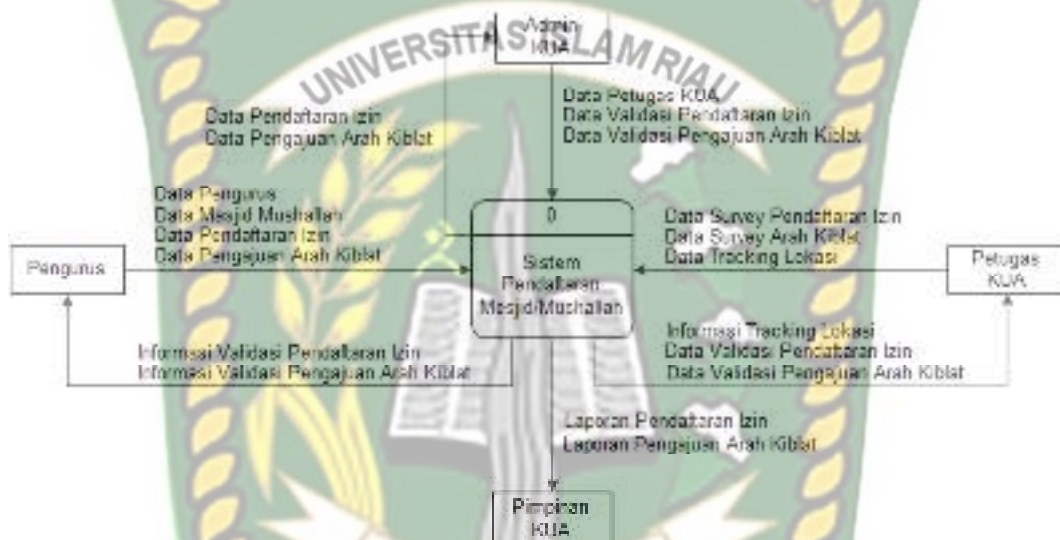 Admin
KUA
UNIVERSITAS ISLAM RIAU
Data Pendaftaran Izin
Data Pengajuan Arah Kiblat
Data Petugas KUA
Data Validasi Pendaftaran Izin
Data Validasi Pengajuan Arah Kiblat
Data Pengurus
Data Masjid Mushallah
Data Pendaftaran Izin
Data Pengajuan Arah Kiblat
0
Data Survey Pendaftaran Izin
Data Survey Arah Kiblat
Data Tracking Lokasi
Pengurus
Sistem
Pendaftaran
Mesjid/Mushallah
Petugas
KUA
Informasi Validasi Pendaftaran Izin
Informasi Validasi Pengajuan Arah Kiblat
Informasi Tracking Lokasi
Data Validasi Pendaftaran Izin
Data Validasi Pengajuan Arah Kiblat
Laporan Pendaftaran Izin
Laporan Pengajuan Arah Kiblat
Pimpinan
KUA